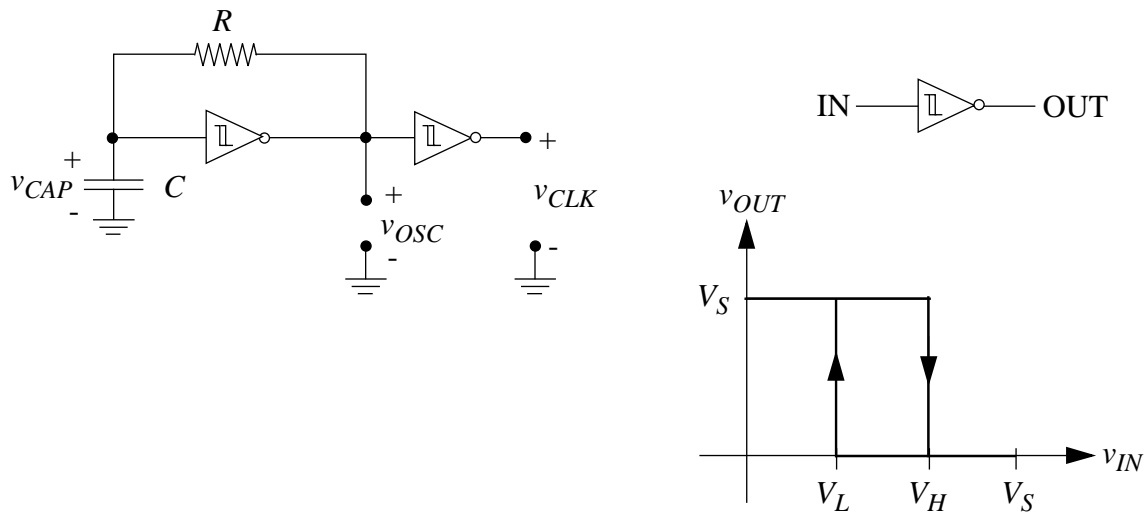 R
+
v_CAP
-
C
+
v_OSC
-
+
v_CLK
-
IN
OUT
v_OUT
V_S
V_L
V_H
V_S
v_IN